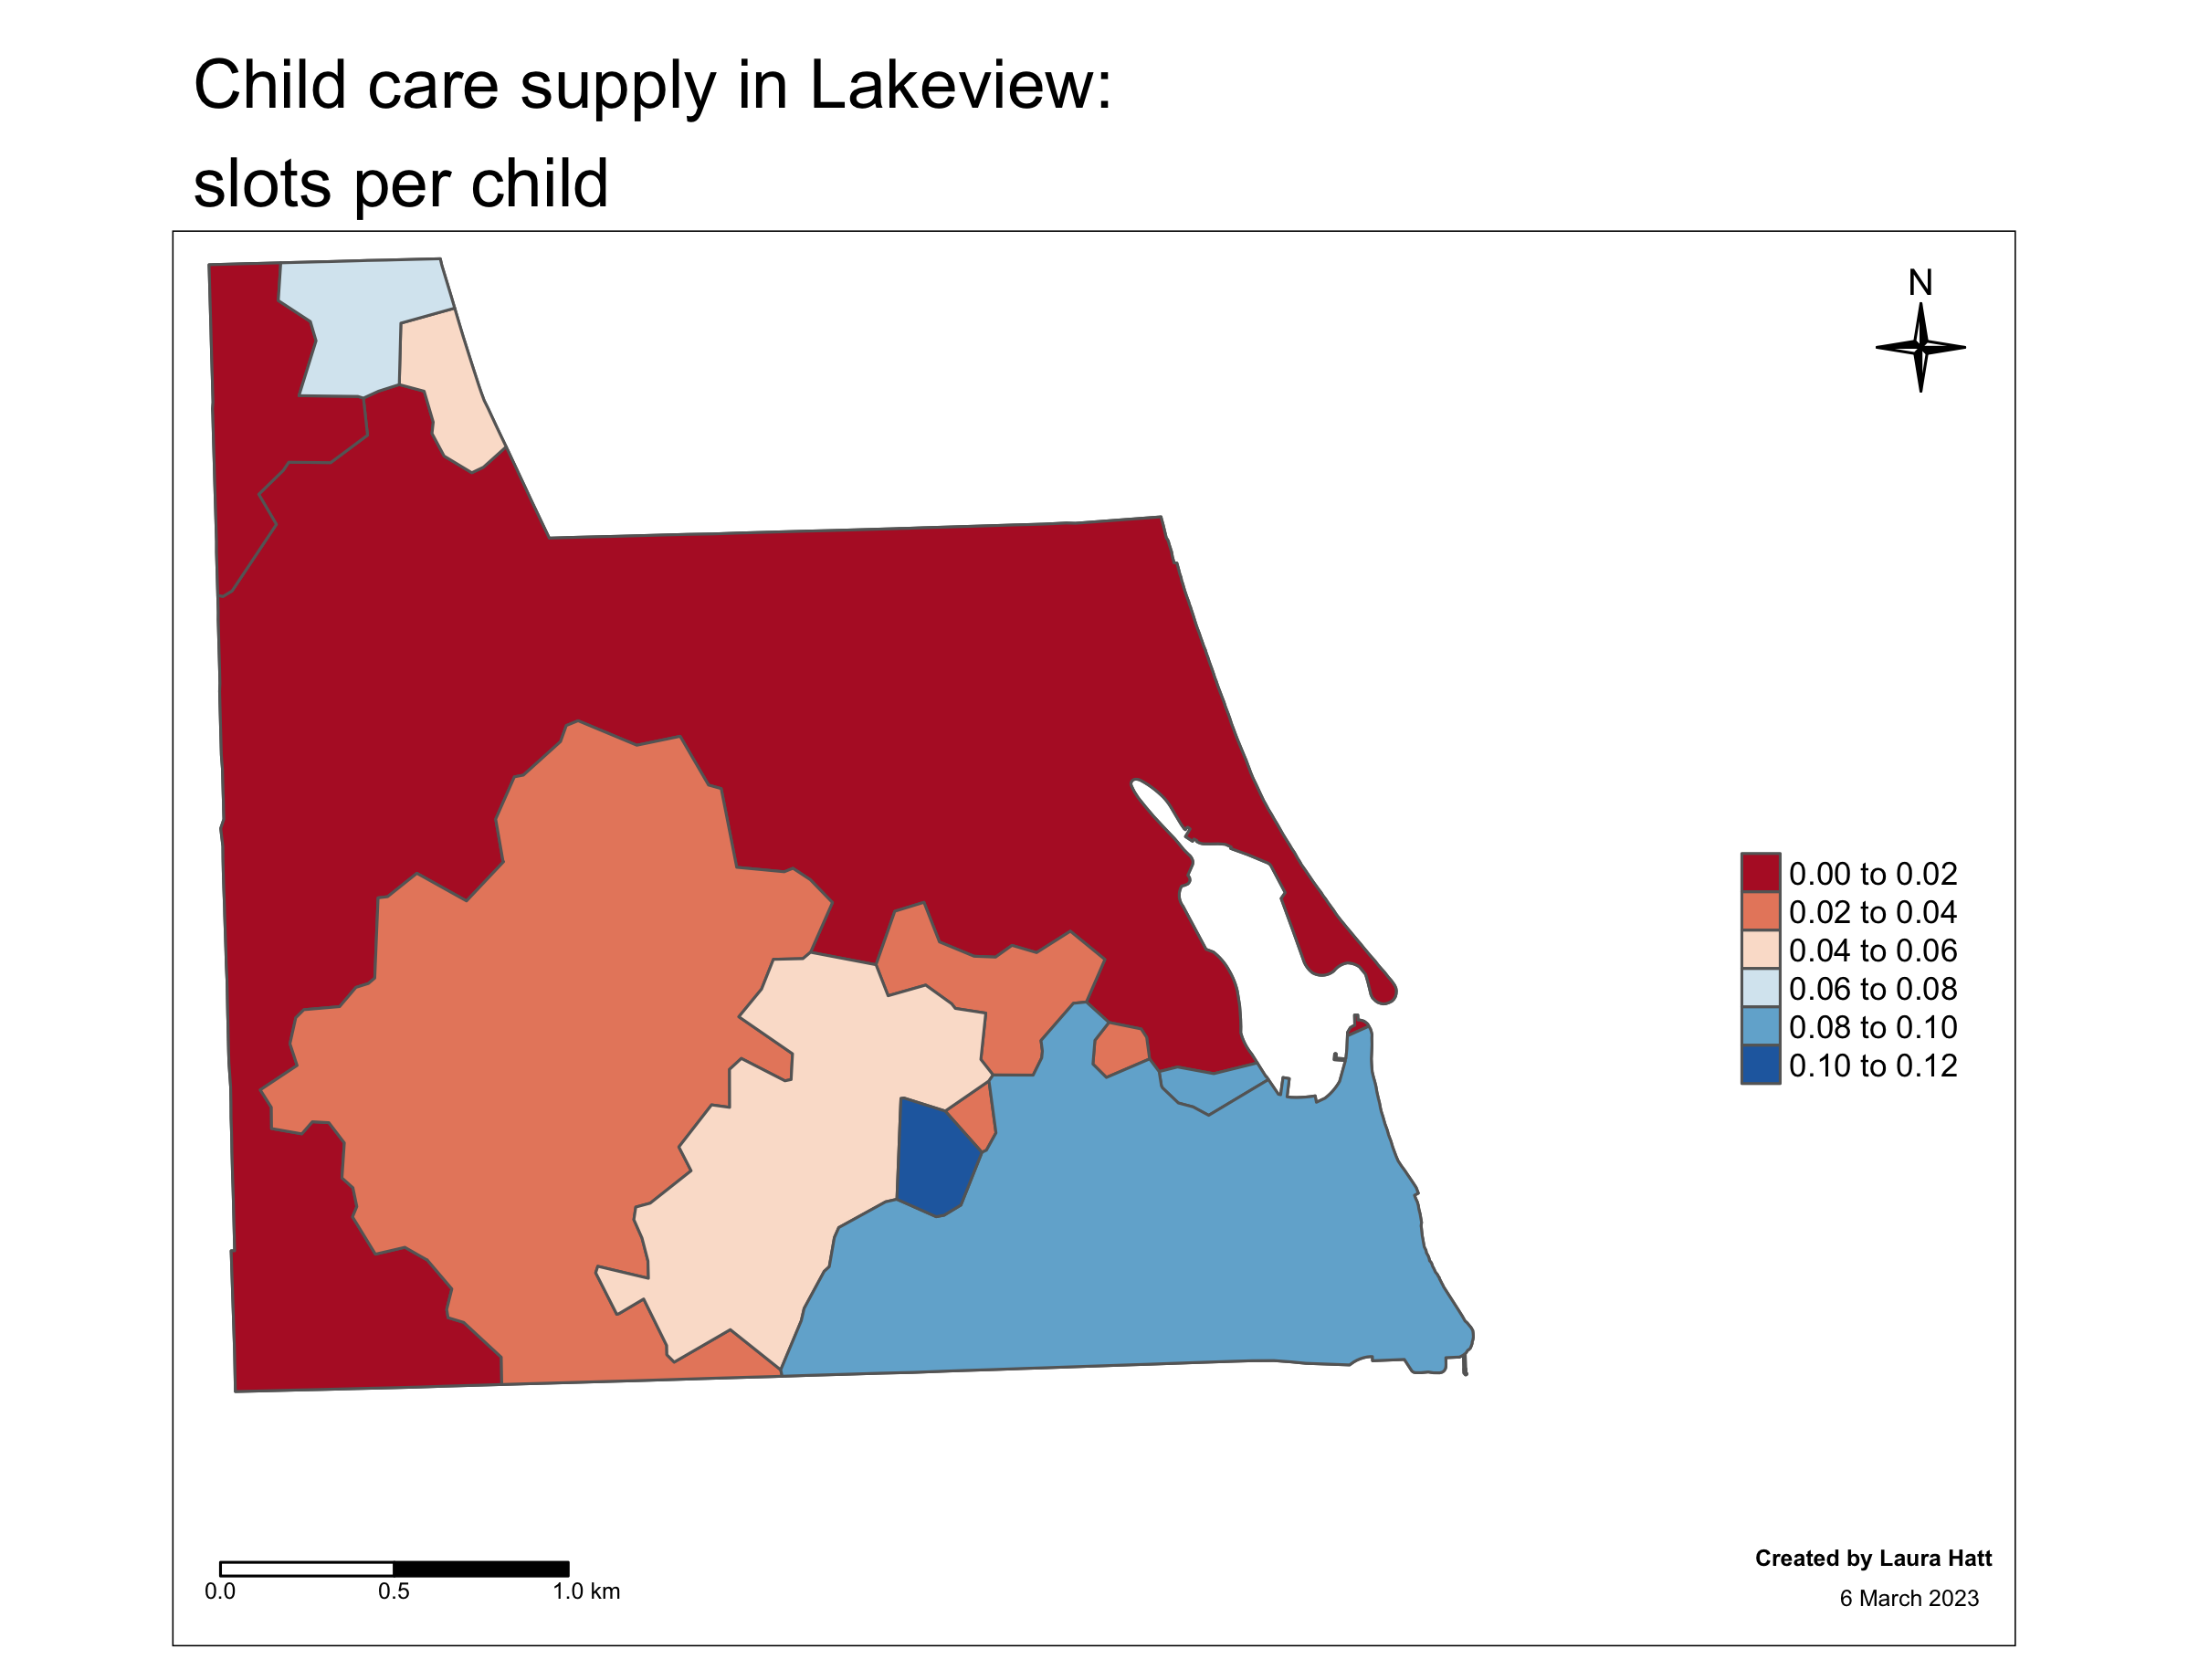 Child care supply in Lakeview:
slots per child
N
0.00 to 0.02
0.02 to 0.04
0.04 to 0.06
0.06 to 0.08
0.08 to 0.10
0.10 to 0.12
0.0 0.5 1.0 km
Created by Laura Hatt
6 March 2023